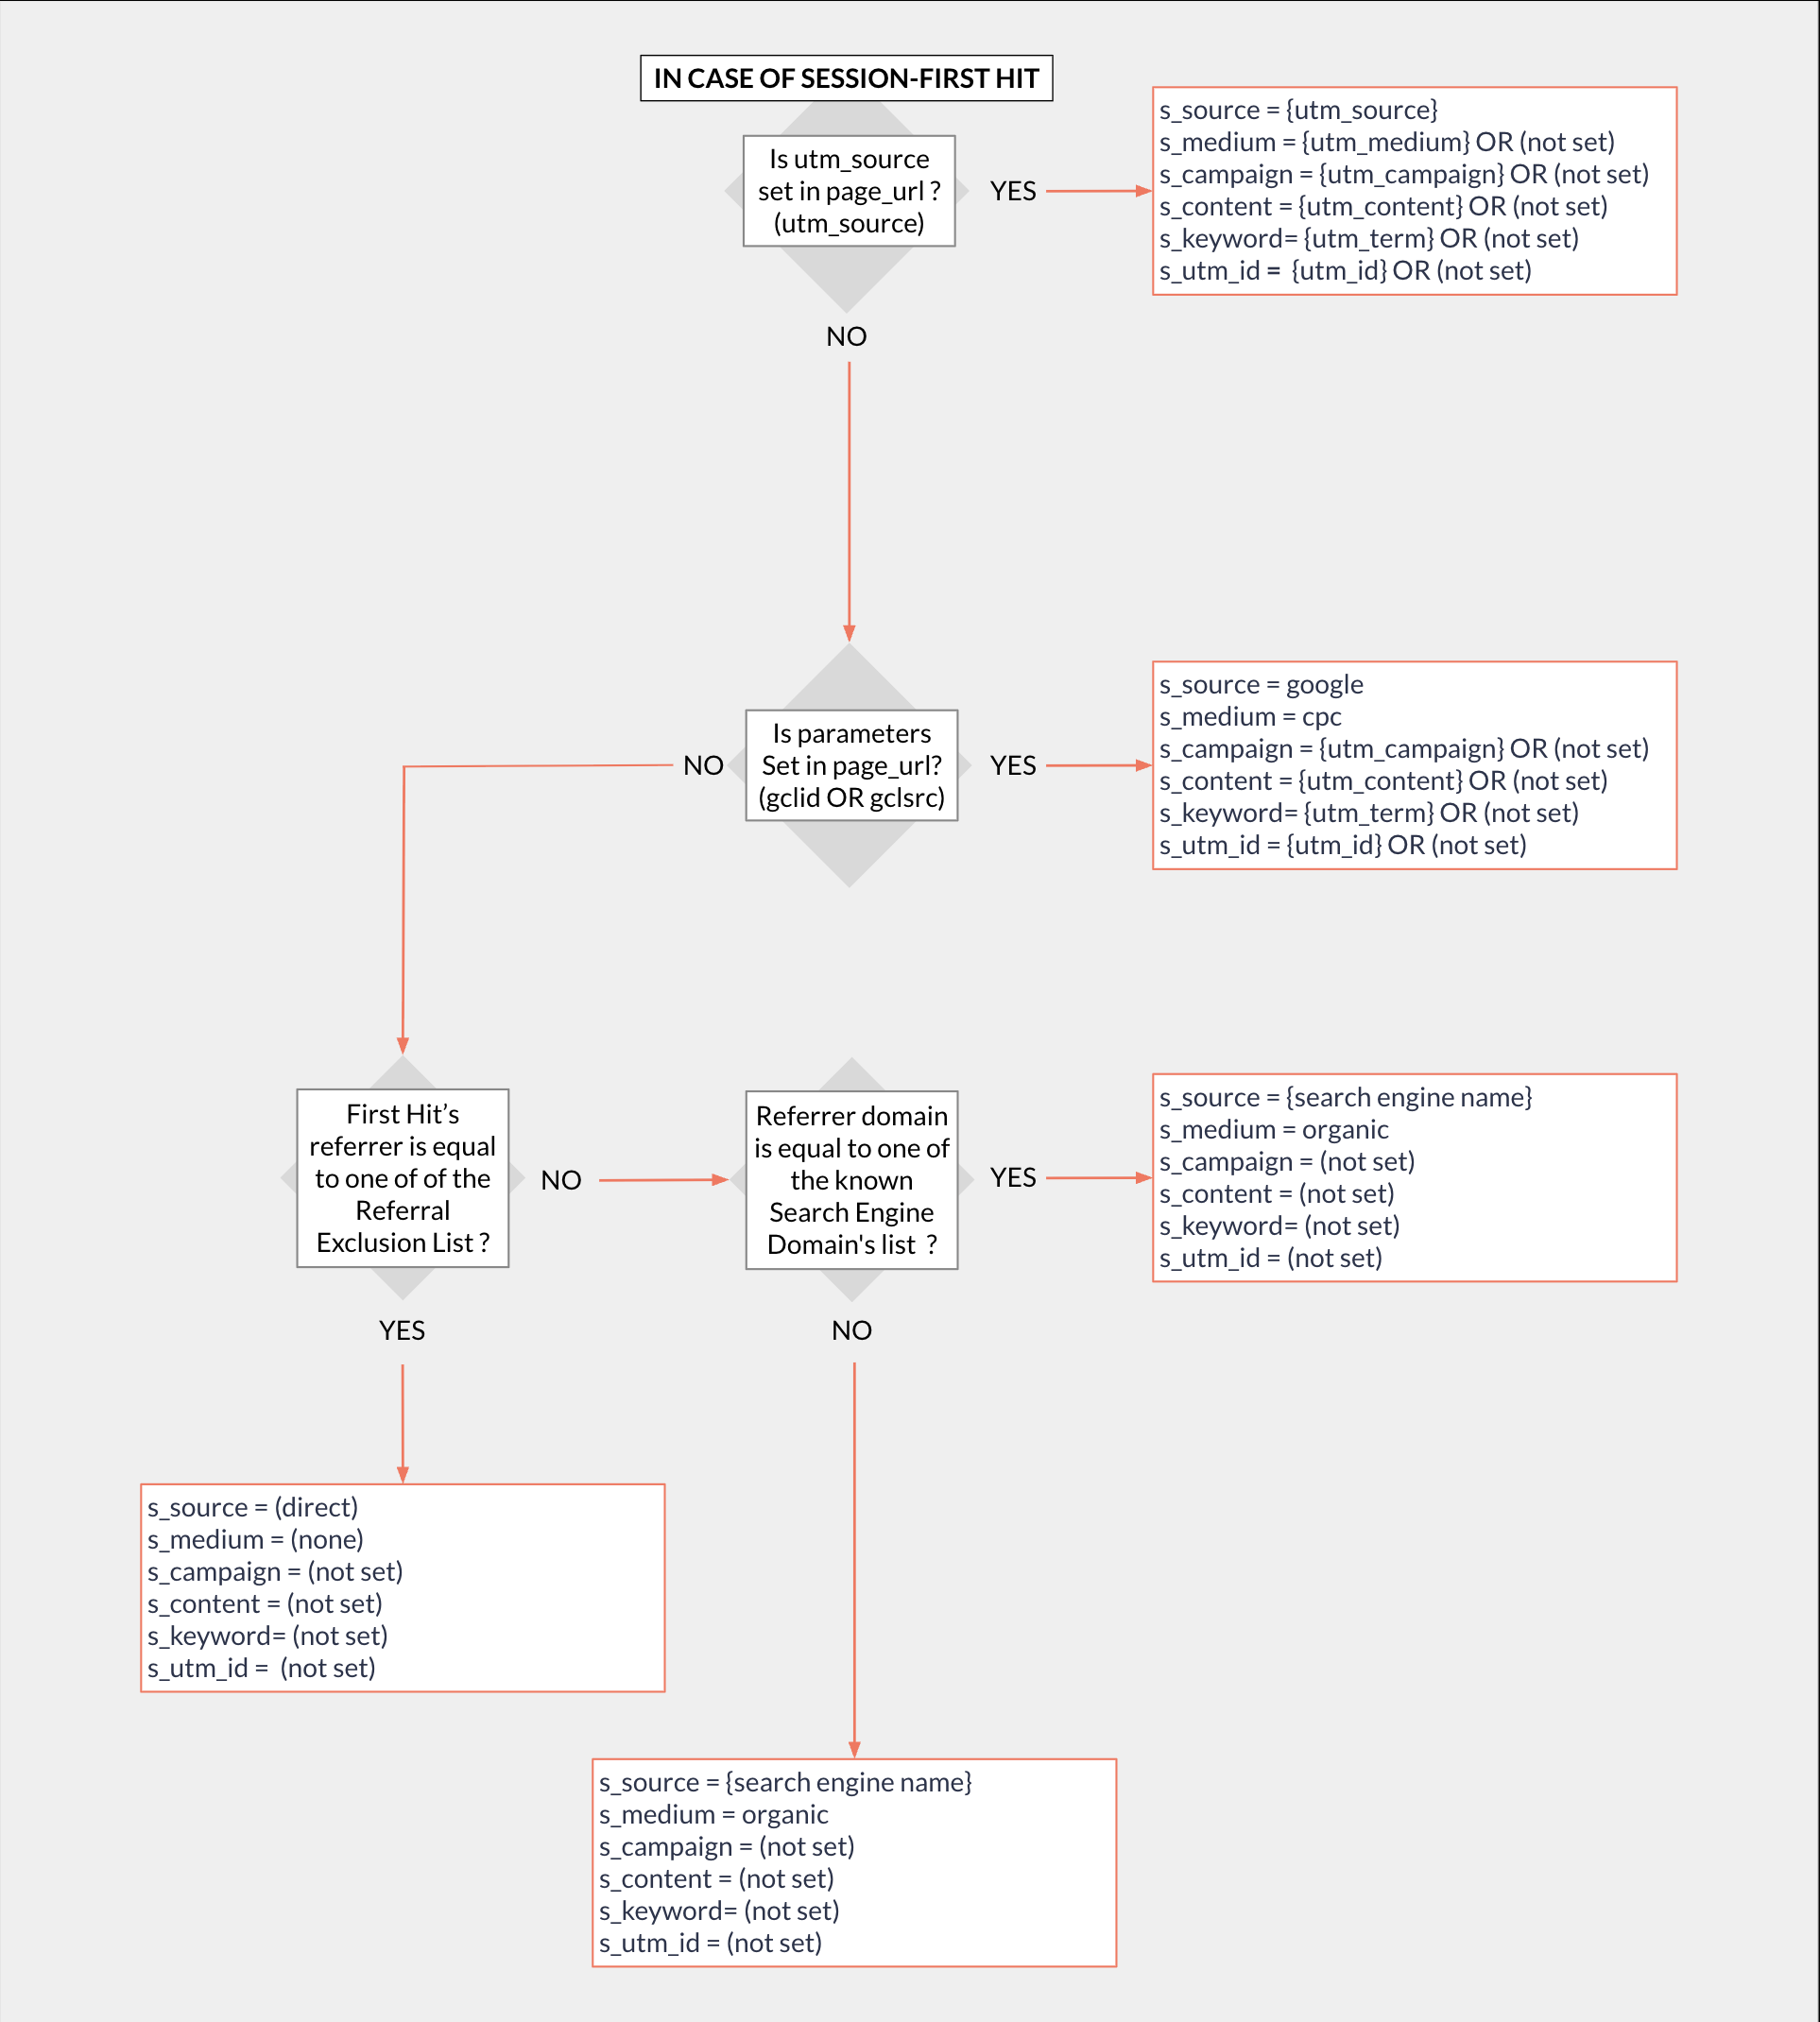 IN CASE OF SESSION-FIRST HIT
Is utm_source
set in page_url ?
(utm_source)
YES
s_source = {utm_source}
s_medium = {utm_medium} OR (not set)
s_campaign = {utm_campaign} OR (not set)
s_content = {utm_content} OR (not set)
s_keyword= {utm_term} OR (not set)
s_utm_id = {utm_id} OR (not set)
NO
Is parameters
Set in page_url?
(gclid OR gclsrc)
YES
s_source = google
s_medium = cpc
s_campaign = {utm_campaign} OR (not set)
s_content = {utm_content} OR (not set)
s_keyword= {utm_term} OR (not set)
s_utm_id = {utm_id} OR (not set)
NO
First Hit’s
referrer is equal
to one of of the
Referral
Exclusion List ?
NO
Referrer domain
is equal to one of
the known
Search Engine
Domain's list ?
YES
s_source = {search engine name}
s_medium = organic
s_campaign = (not set)
s_content = (not set)
s_keyword= (not set)
s_utm_id = (not set)
YES
s_source = (direct)
s_medium = (none)
s_campaign = (not set)
s_content = (not set)
s_keyword= (not set)
s_utm_id = (not set)
NO
s_source = {search engine name}
s_medium = organic
s_campaign = (not set)
s_content = (not set)
s_keyword= (not set)
s_utm_id = (not set)